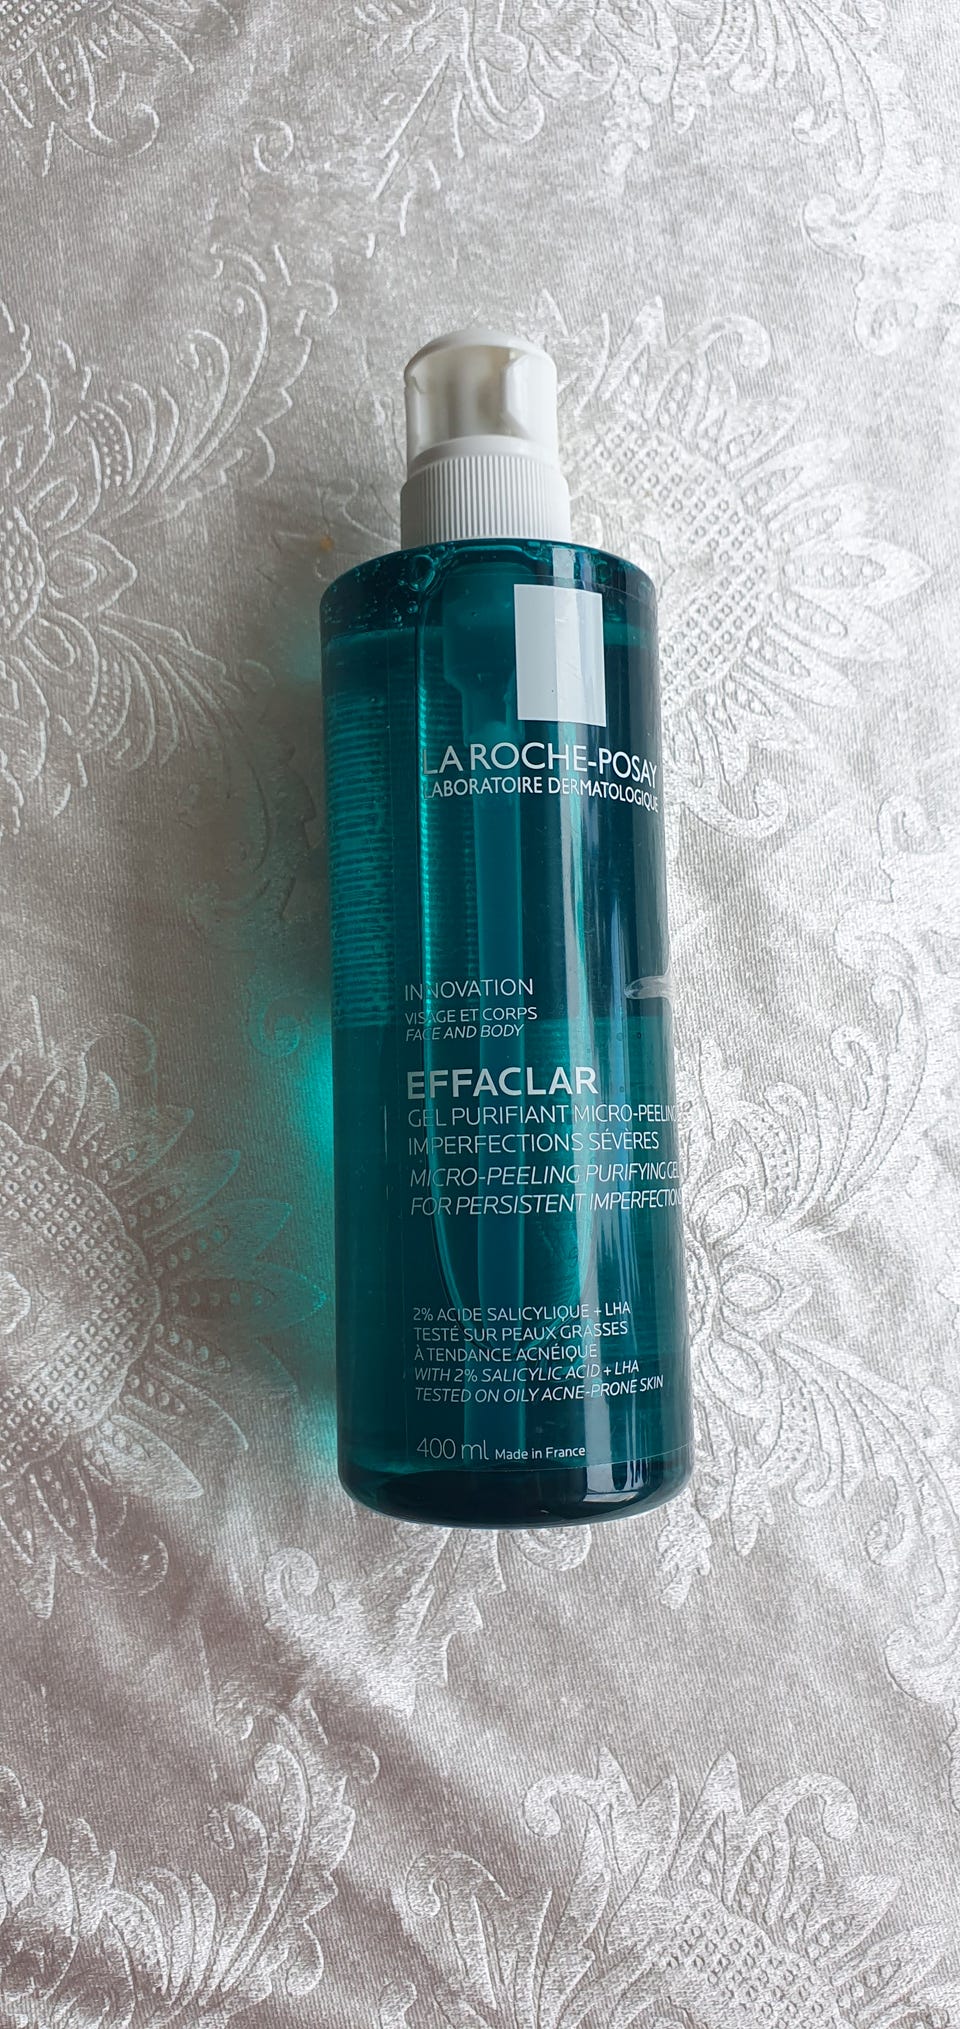 LA ROCHE-POSAY
LABORATOIRE DERMATOLOGIQUE
INNOVATION
VISAGE ET CORPS
FACE AND BODY
EFFACLAR
GEL PURIFIANT MICRO-PEELING
IMPERFECTIONS SÉVÈRES
MICRO-PEELING PURIFYING GEL
FOR PERSISTENT IMPERFECTIONS
2% ACIDE SALICYLIQUE + LHA
TESTÉ SUR PEAUX GRASSES
À TENDANCE ACNÉIQUE
WITH 2% SALICYLIC ACID + LHA
TESTED ON OILY ACNE-PRONE SKIN
400 ml Made in France